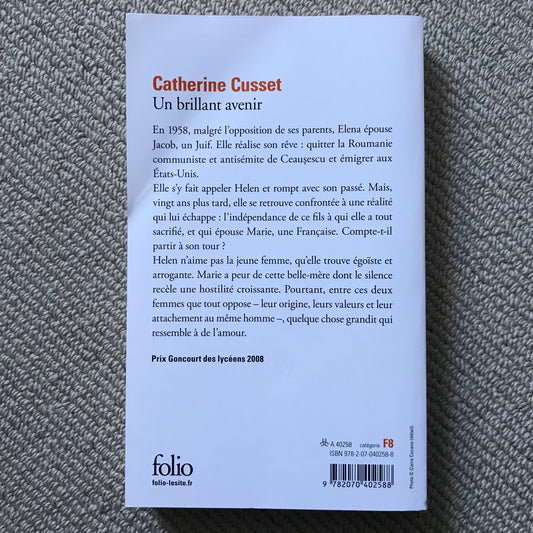 Catherine Cusset
Un brillant avenir
En 1958, malgré l'opposition de ses parents, Elena épouse
Jacob, un Juif. Elle réalise son rêve : quitter la Roumanie
communiste et antisémite de Ceaușescu et émigrer aux
États-Unis.
Elle s'y fait appeler Helen et rompt avec son passé. Mais,
vingt ans plus tard, elle se retrouve confrontée à une réalité
qui lui échappe : l'indépendance de ce fils à qui elle a tout
sacrifié, et qui épouse Marie, une Française. Compte-t-il
partir à son tour ?
Helen n'aime pas la jeune femme, qu'elle trouve égoïste et
arrogante. Marie a peur de cette belle-mère dont le silence
recèle une hostilité croissante. Pourtant, entre ces deux
femmes que tout oppose – leur origine, leurs valeurs et leur
attachement au même homme –, quelque chose grandit qui
ressemble à de l'amour.
Prix Goncourt des lycéens 2008
A 40258 catégorie F8
ISBN 978-2-07-040258-8
9 782070 402588
folio
folio-lesite.fr
Photo © Claire Cocano (détail).